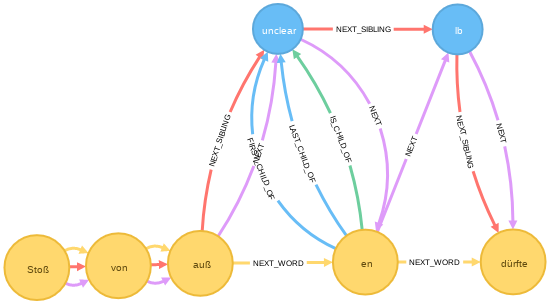 unclear
NEXT_SIBLING
lb
NEXT_SIBLING
NEXT
FIRST_CHILD_OF
LAST_CHILD_OF
IS_CHILD_OF
NEXT
NEXT
NEXT_SIBLING
NEXT
Stoß
von
auß
NEXT_WORD
en
NEXT_WORD
dürfte